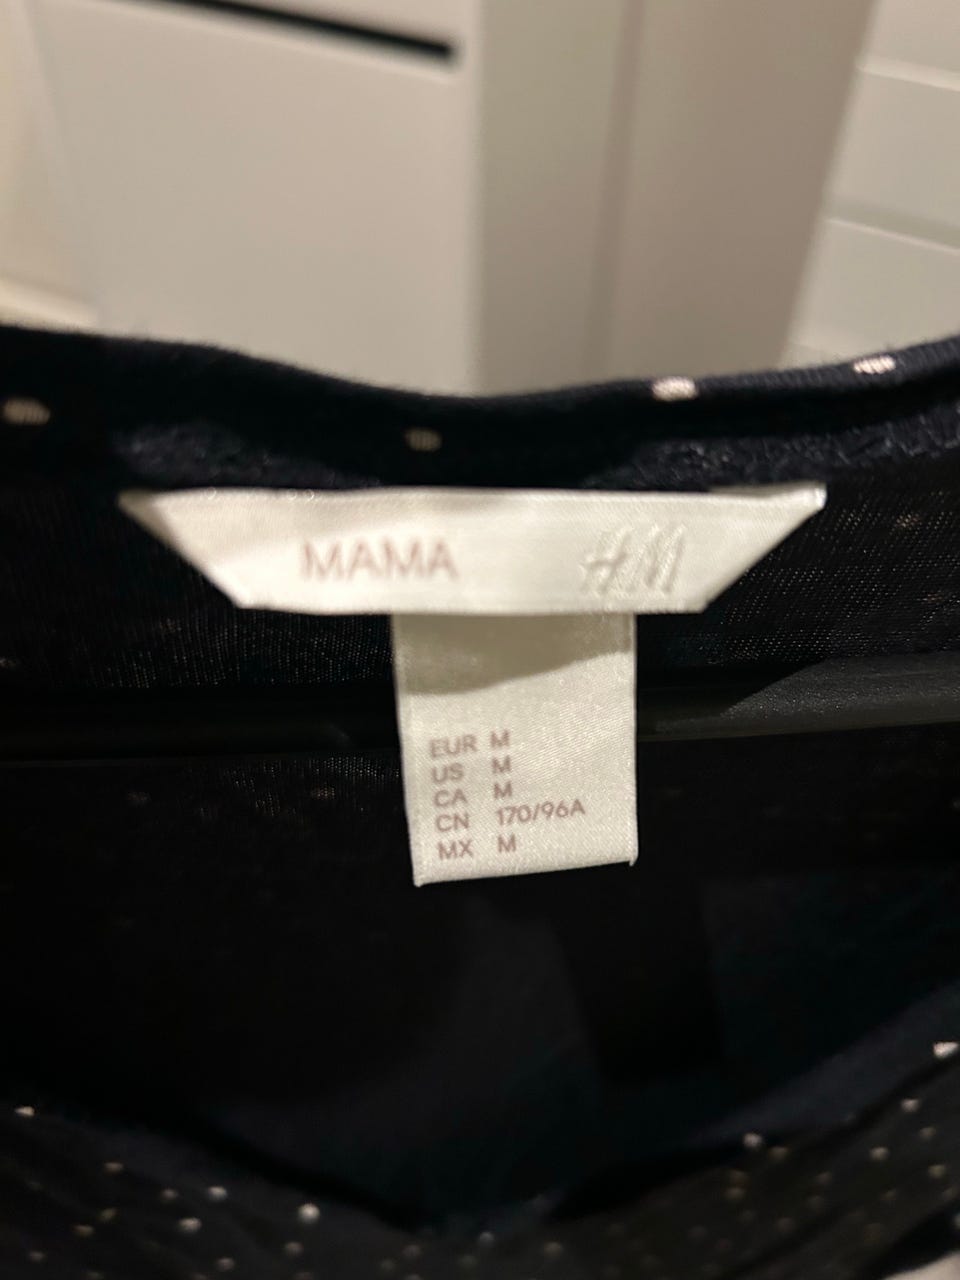 MAMA H&M
EUR M
US M
CA M
CN 170/96A
MX M